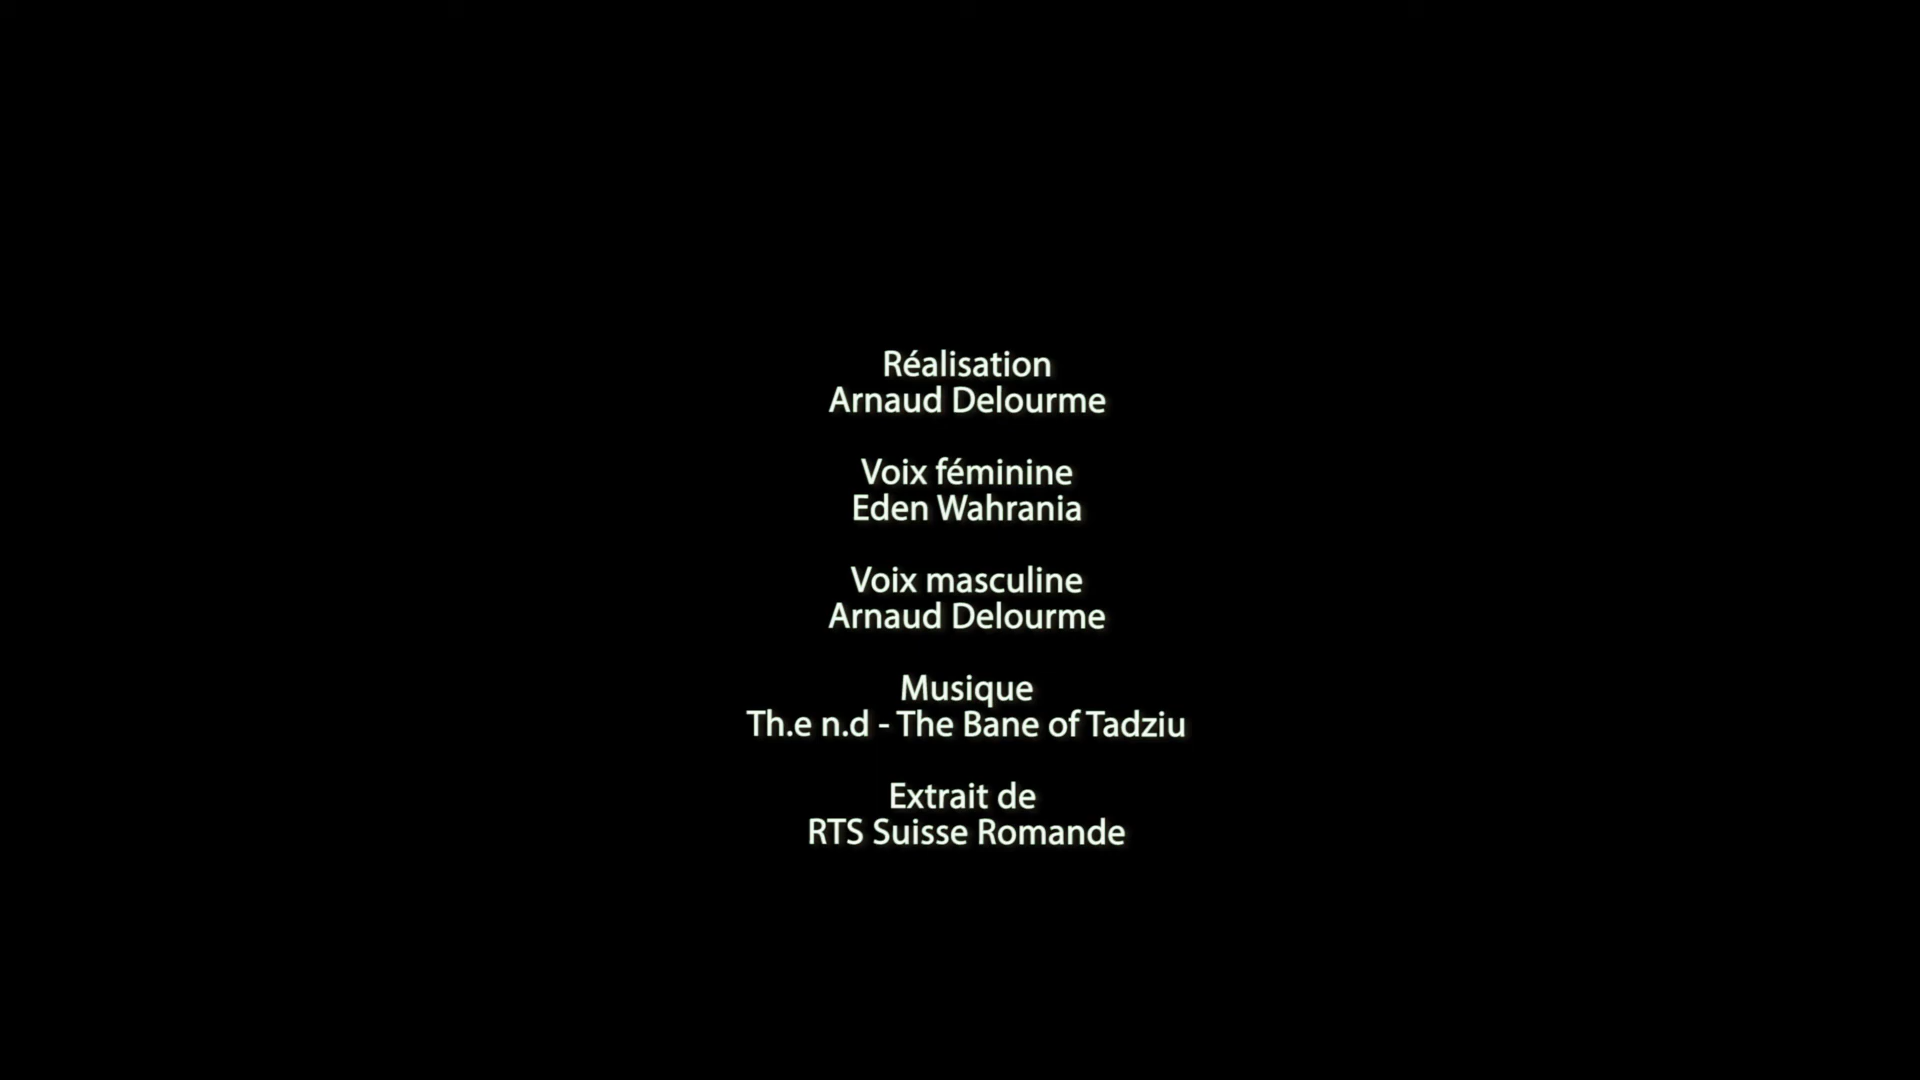 Réalisation
Arnaud Delourme
Voix féminine
Eden Wahrania
Voix masculine
Arnaud Delourme
Musique
Th.e n.d - The Bane of Tadziu
Extrait de
RTS Suisse Romande